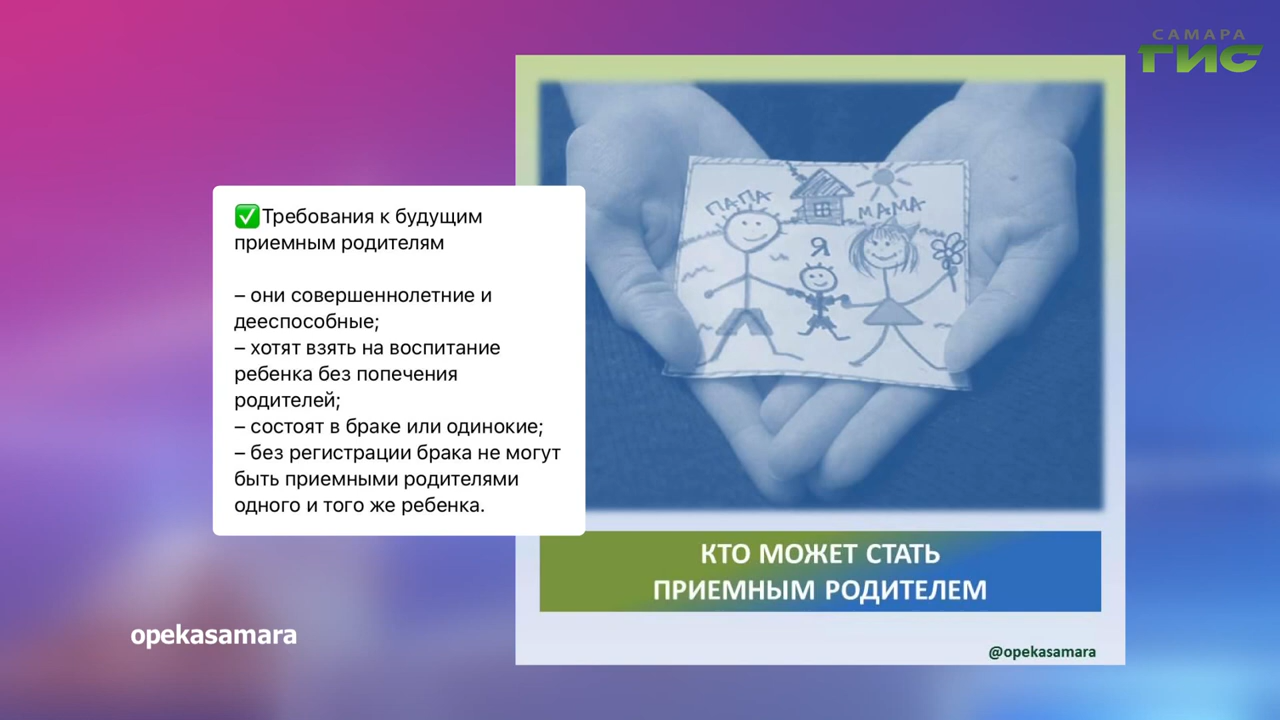 САМАРА
ГИС
✅Требования к будущим
приемным родителям
– они совершеннолетние и
дееспособные;
– хотят взять на воспитание
ребенка без попечения
родителей;
– состоят в браке или одинокие;
– без регистрации брака не могут
быть приемными родителями
одного и того же ребенка.
ПАПА
МАМА
Я
КТО МОЖЕТ СТАТЬ
ПРИЕМНЫМ РОДИТЕЛЕМ
opekasamara
@opekasamara